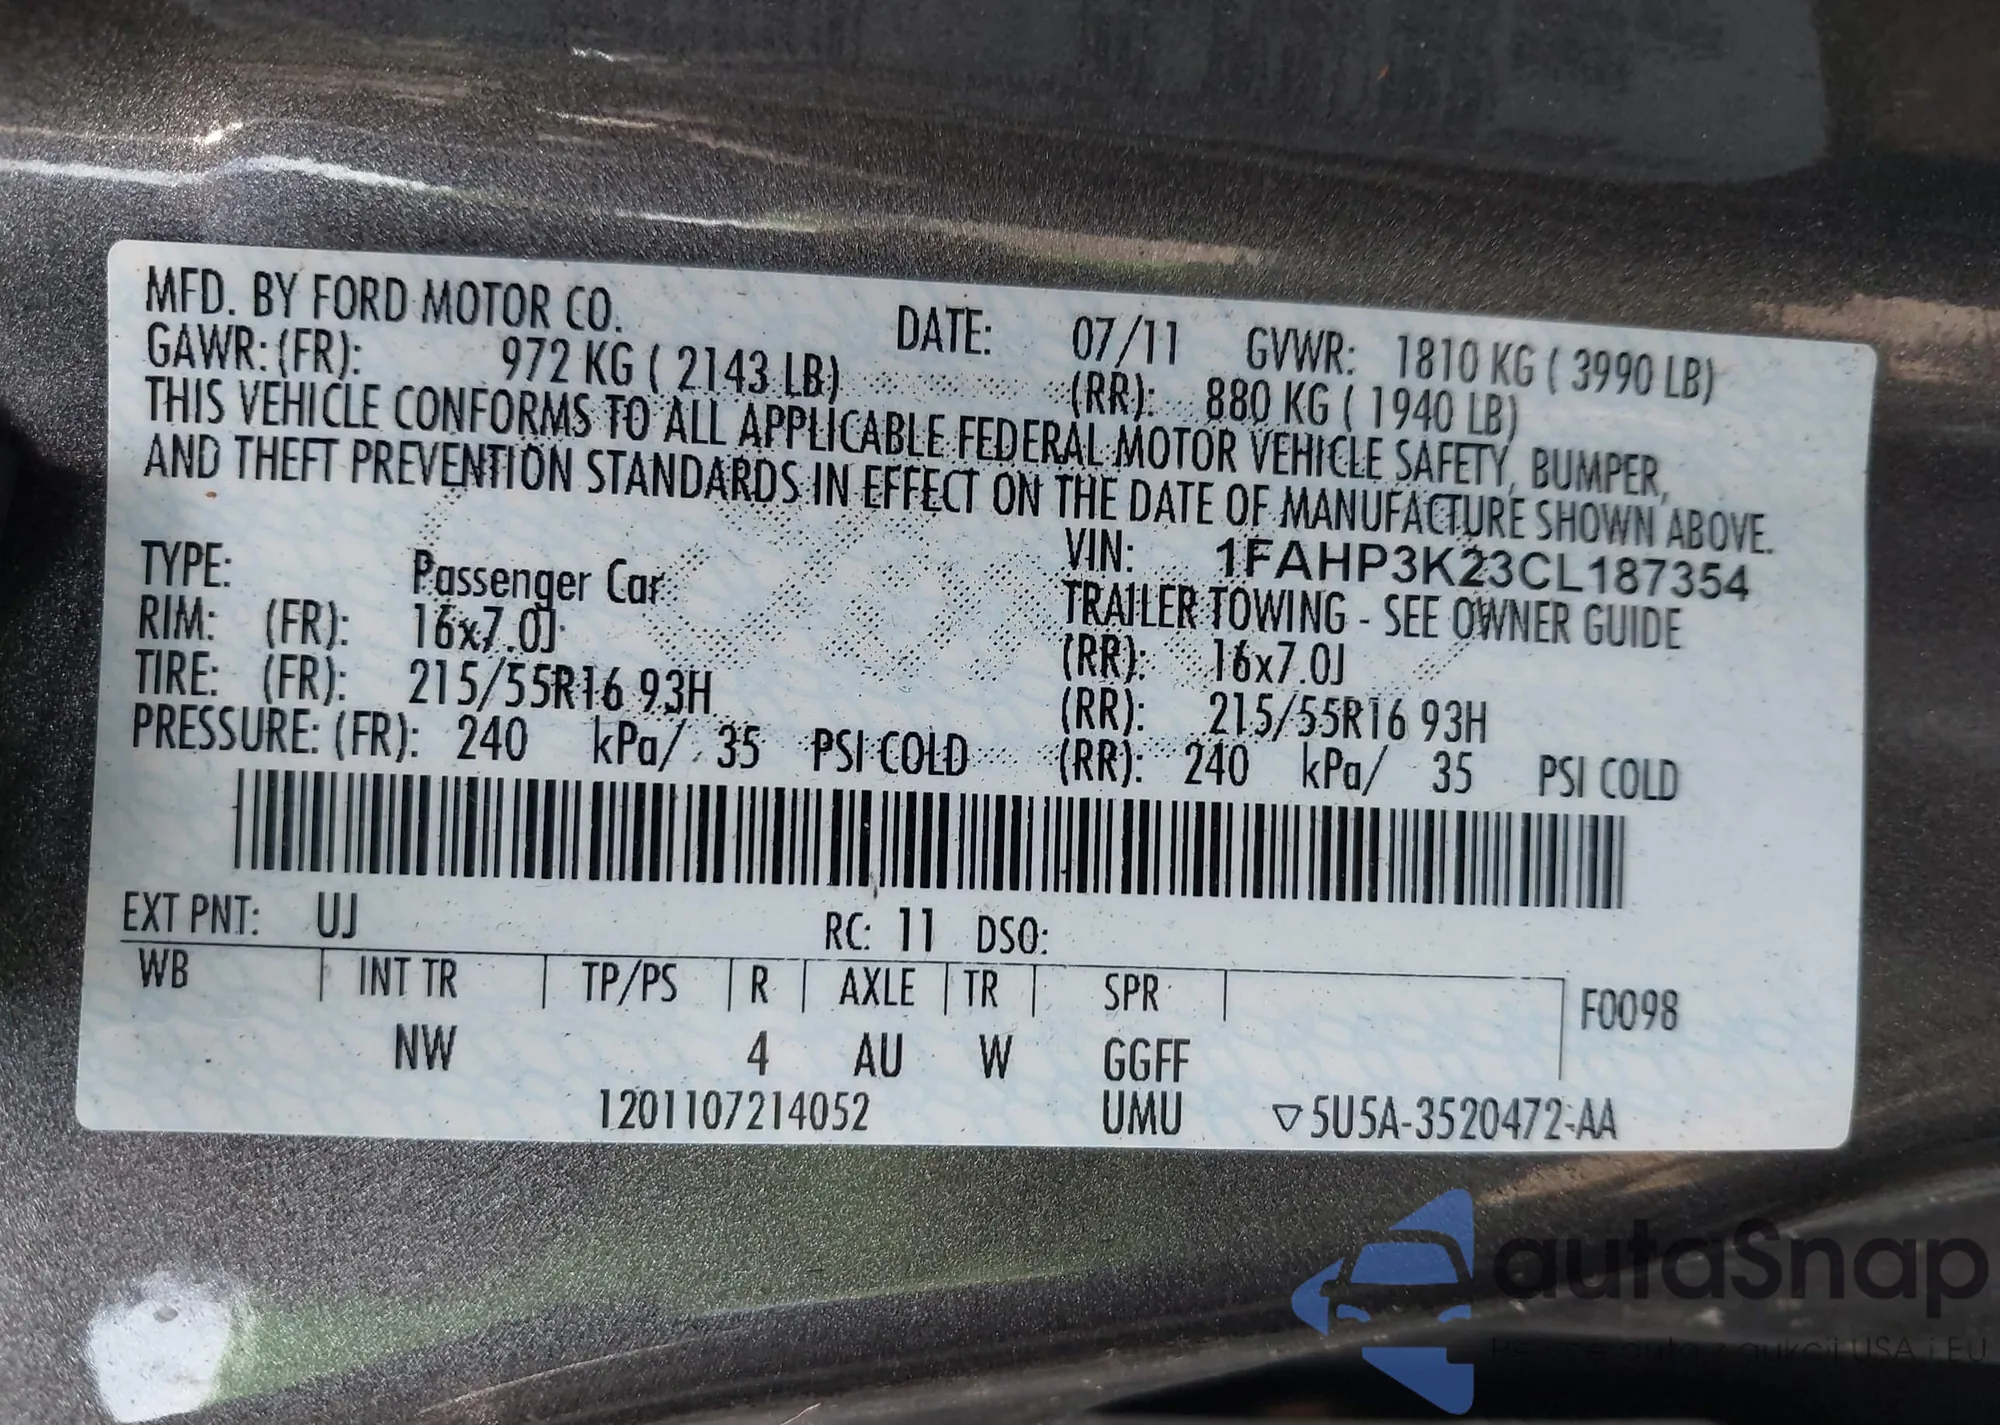 MFD. BY FORD MOTOR CO. DATE: 07/11 GVWR: 1810 KG ( 3990 LB)
GAWR: (FR): 972 KG ( 2143 LB) (RR): 880 KG ( 1940 LB)
THIS VEHICLE CONFORMS TO ALL APPLICABLE FEDERAL MOTOR VEHICLE SAFETY, BUMPER,
AND THEFT PREVENTION STANDARDS IN EFFECT ON THE DATE OF MANUFACTURE SHOWN ABOVE.
VIN: 1FAHP3K23CL187354
TYPE: Passenger Car TRAILER TOWING - SEE OWNER GUIDE
RIM: (FR): 16x7.0J (RR): 16x7.0J
TIRE: (FR): 215/55R16 93H (RR): 215/55R16 93H
PRESSURE: (FR): 240 kPa/ 35 PSI COLD (RR): 240 kPa/ 35 PSI COLD
EXT PNT: UJ RC: 11 DSO:
WB INT TR TP/PS R AXLE TR SPR F0098
NW 4 AU W GGFF
1201107214052 UMU ▽5U5A-3520472-AA
autaSnap
auta z aukcji USA i EU